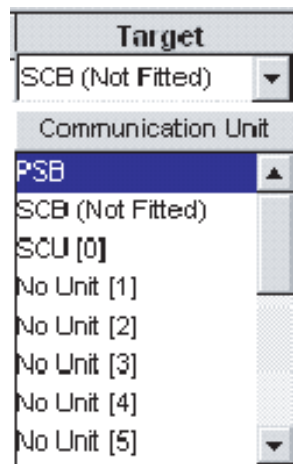 Target
SCB (Not Fitted)
Communication Unit
PSB
SCB (Not Fitted)
SCU [0]
No Unit [1]
No Unit [2]
No Unit [3]
No Unit [4]
No Unit [5]